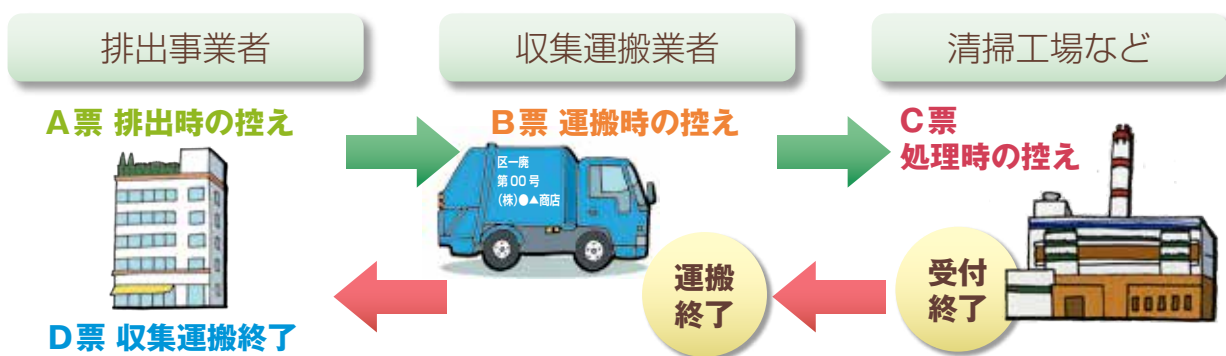 排出事業者
収集運搬業者
清掃工場など
A票 排出時の控え
B票 運搬時の控え
C票
処理時の控え
区一廃
第00号
(株)●▲商店
運搬
終了
受付
終了
D票 収集運搬終了